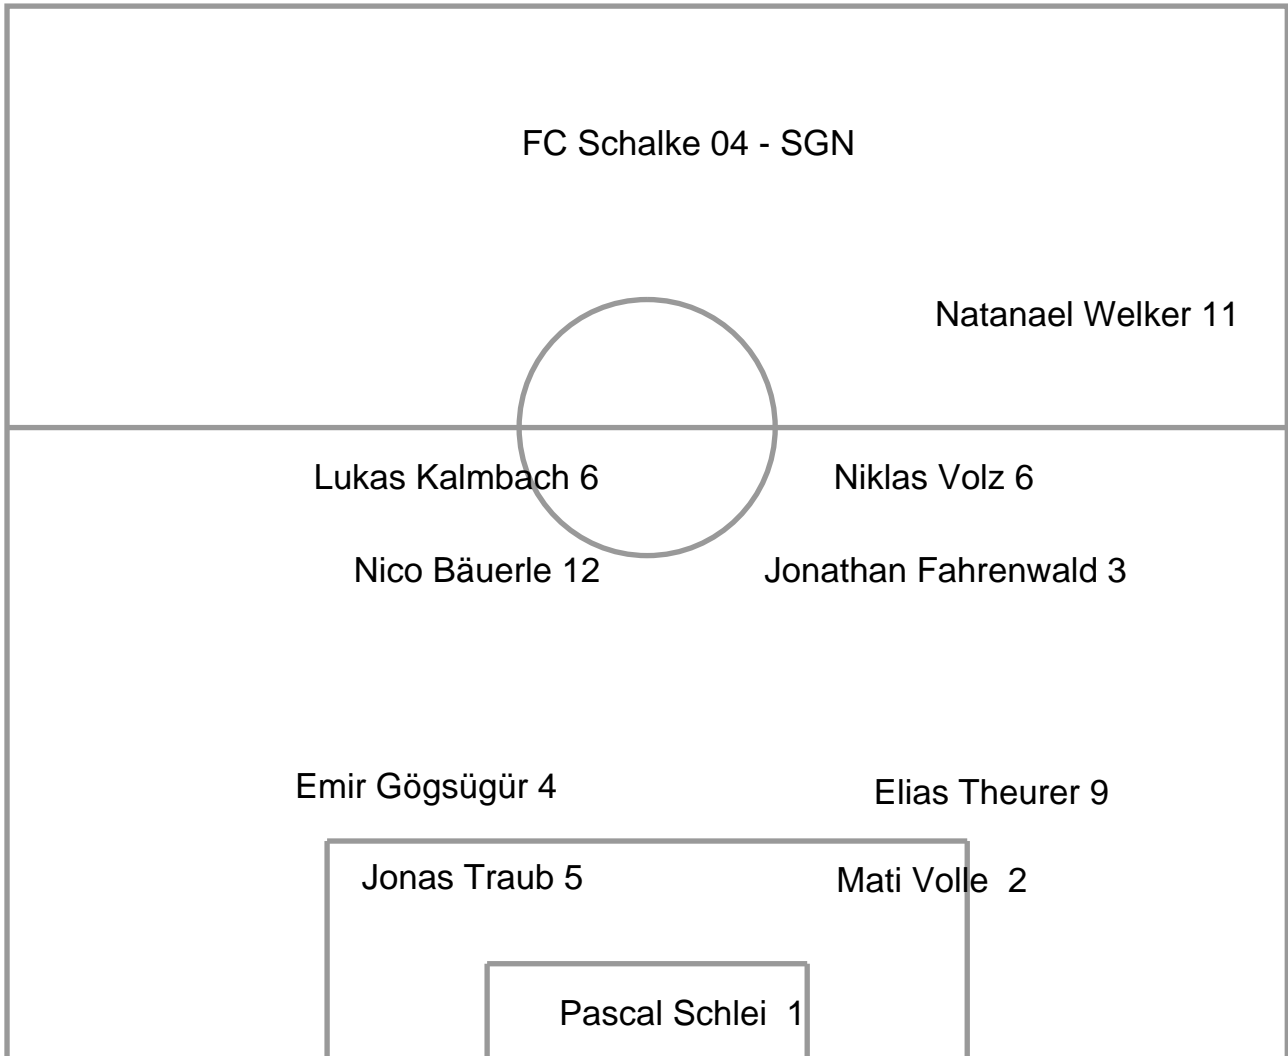 FC Schalke 04 - SGN
Natanael Welker 11
Lukas Kalmbach 6
Niklas Volz 6
Nico Bäuerle 12
Jonathan Fahrenwald 3
Emir Gögsügür 4
Elias Theurer 9
Jonas Traub 5
Mati Volle  2
Pascal Schlei  1